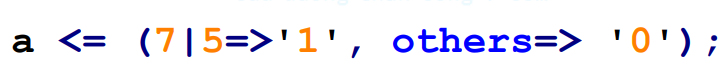 a <= (7|5=>'1', others=> '0');